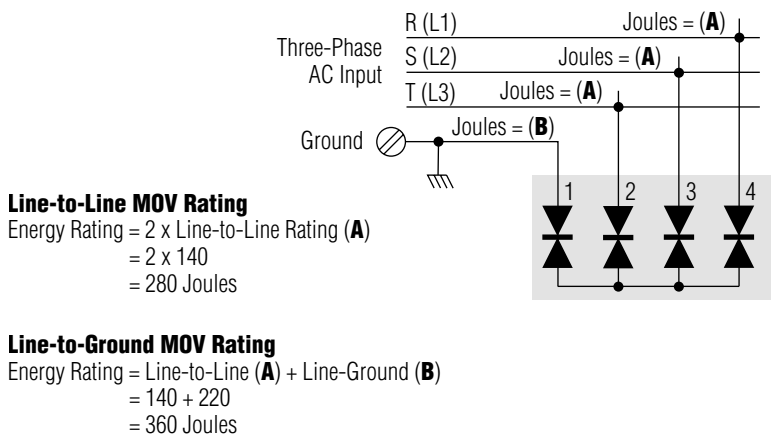 R (L1) Joules = (A)
Three-Phase
AC Input
S (L2) Joules = (A)
T (L3) Joules = (A)
Ground Joules = (B)
1 2 3 4
Line-to-Line MOV Rating
Energy Rating = 2 x Line-to-Line Rating (A)
= 2 x 140
= 280 Joules
Line-to-Ground MOV Rating
Energy Rating = Line-to-Line (A) + Line-Ground (B)
= 140 + 220
= 360 Joules